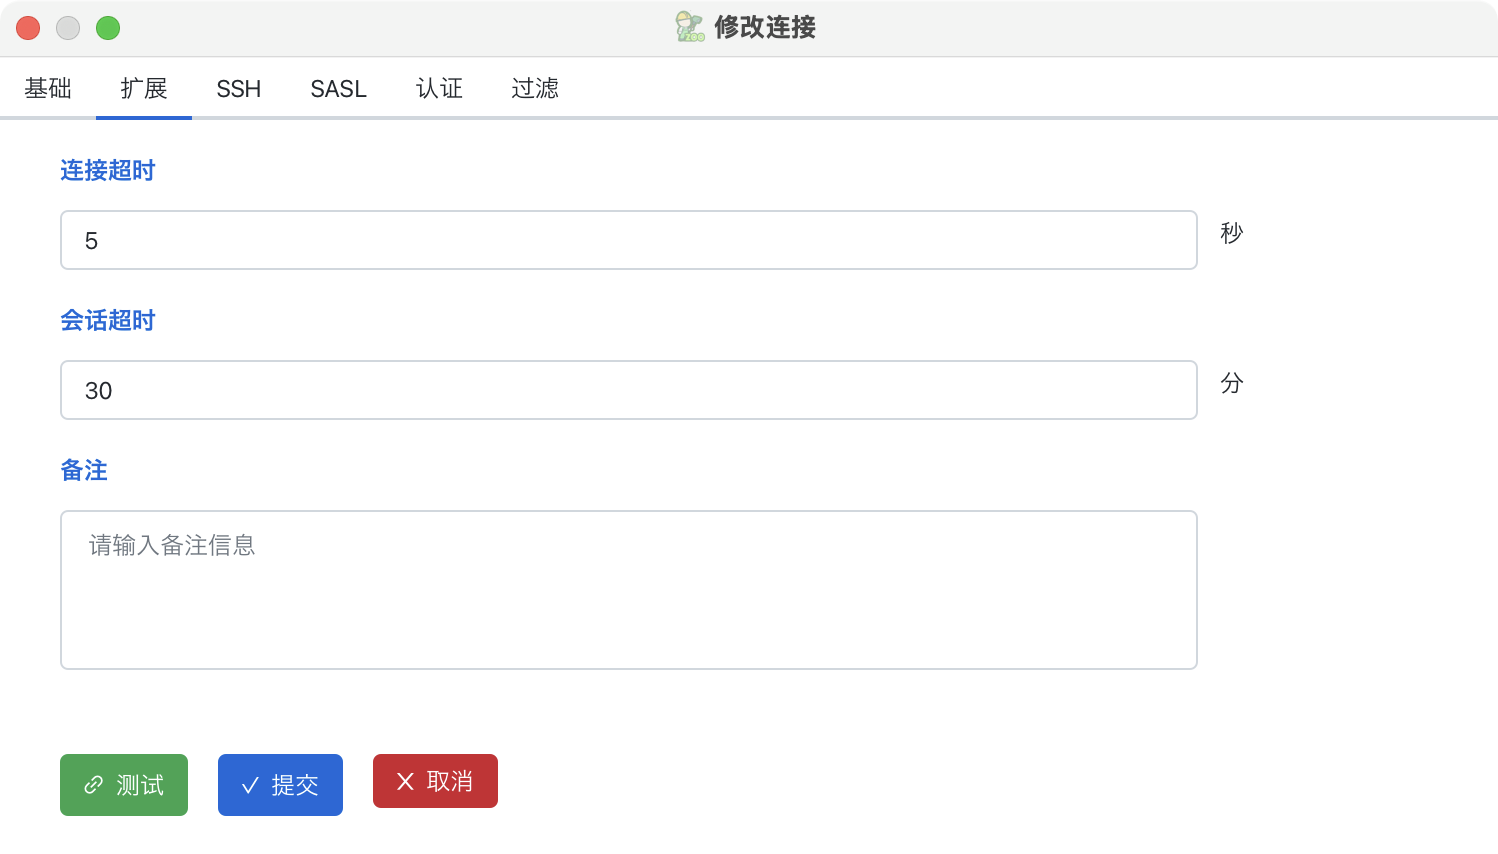 修改连接
基础 扩展 SSH SASL 认证 过滤
连接超时
5 秒
会话超时
30 分
备注
请输入备注信息
测试 提交 取消